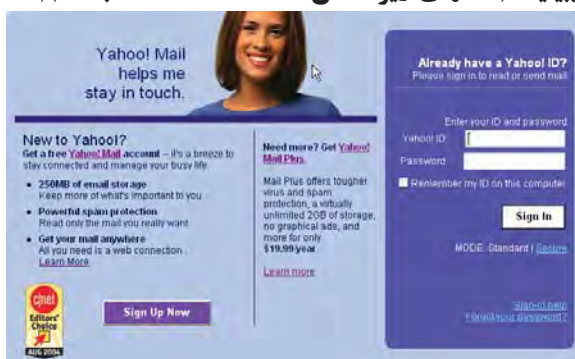 Yahoo! Mail
helps me
stay in touch.
New to Yahoo!?
Get a free Yahoo! Mail account – it's a breeze to
stay connected and manage your busy life.
• 250MB of email storage
Keep more of what's important to you
• Powerful spam protection
Read only the mail you really want
• Get your mail anywhere
All you need is a web connection
Learn More
cnet
Editors'
Choice
AUG 2004
Sign Up Now
Need more? Get Yahoo!
Mail Plus.
Mail Plus offers tougher
virus and spam
protection, a virtually
unlimited 2GB of storage,
no graphical ads, and
more for only
$19.99/year.
Learn more
Already have a Yahoo! ID?
Please sign in to read or send mail
Enter your ID and password
Yahoo! ID
Password
Remember my ID on this computer
Sign In
MODE: Standard | Secure
Sign-in help
Forgot your password?